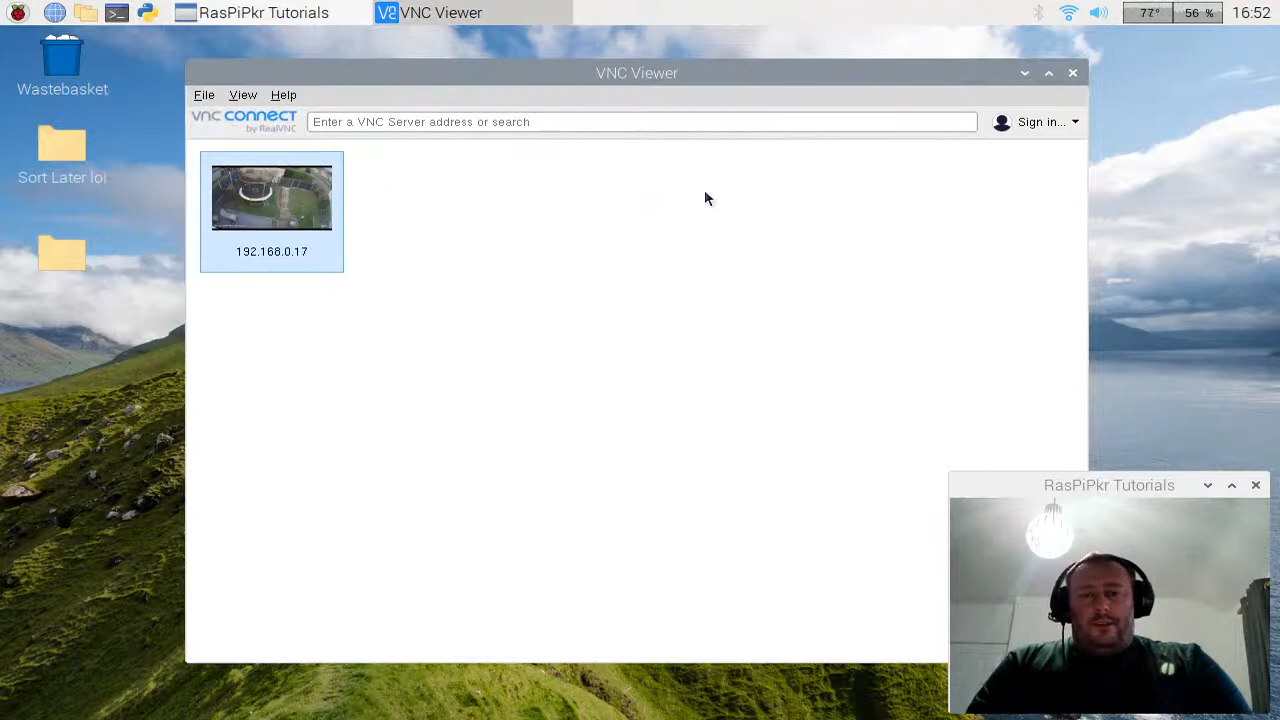 RasPiPkr Tutorials
VNC Viewer
77°
56 %
16:52
Wastebasket
Sort Later loi
VNC Viewer
File
View
Help
vnc connect
by RealVNC
Enter a VNC Server address or search
Sign in...
192.168.0.17
RasPiPkr Tutorials